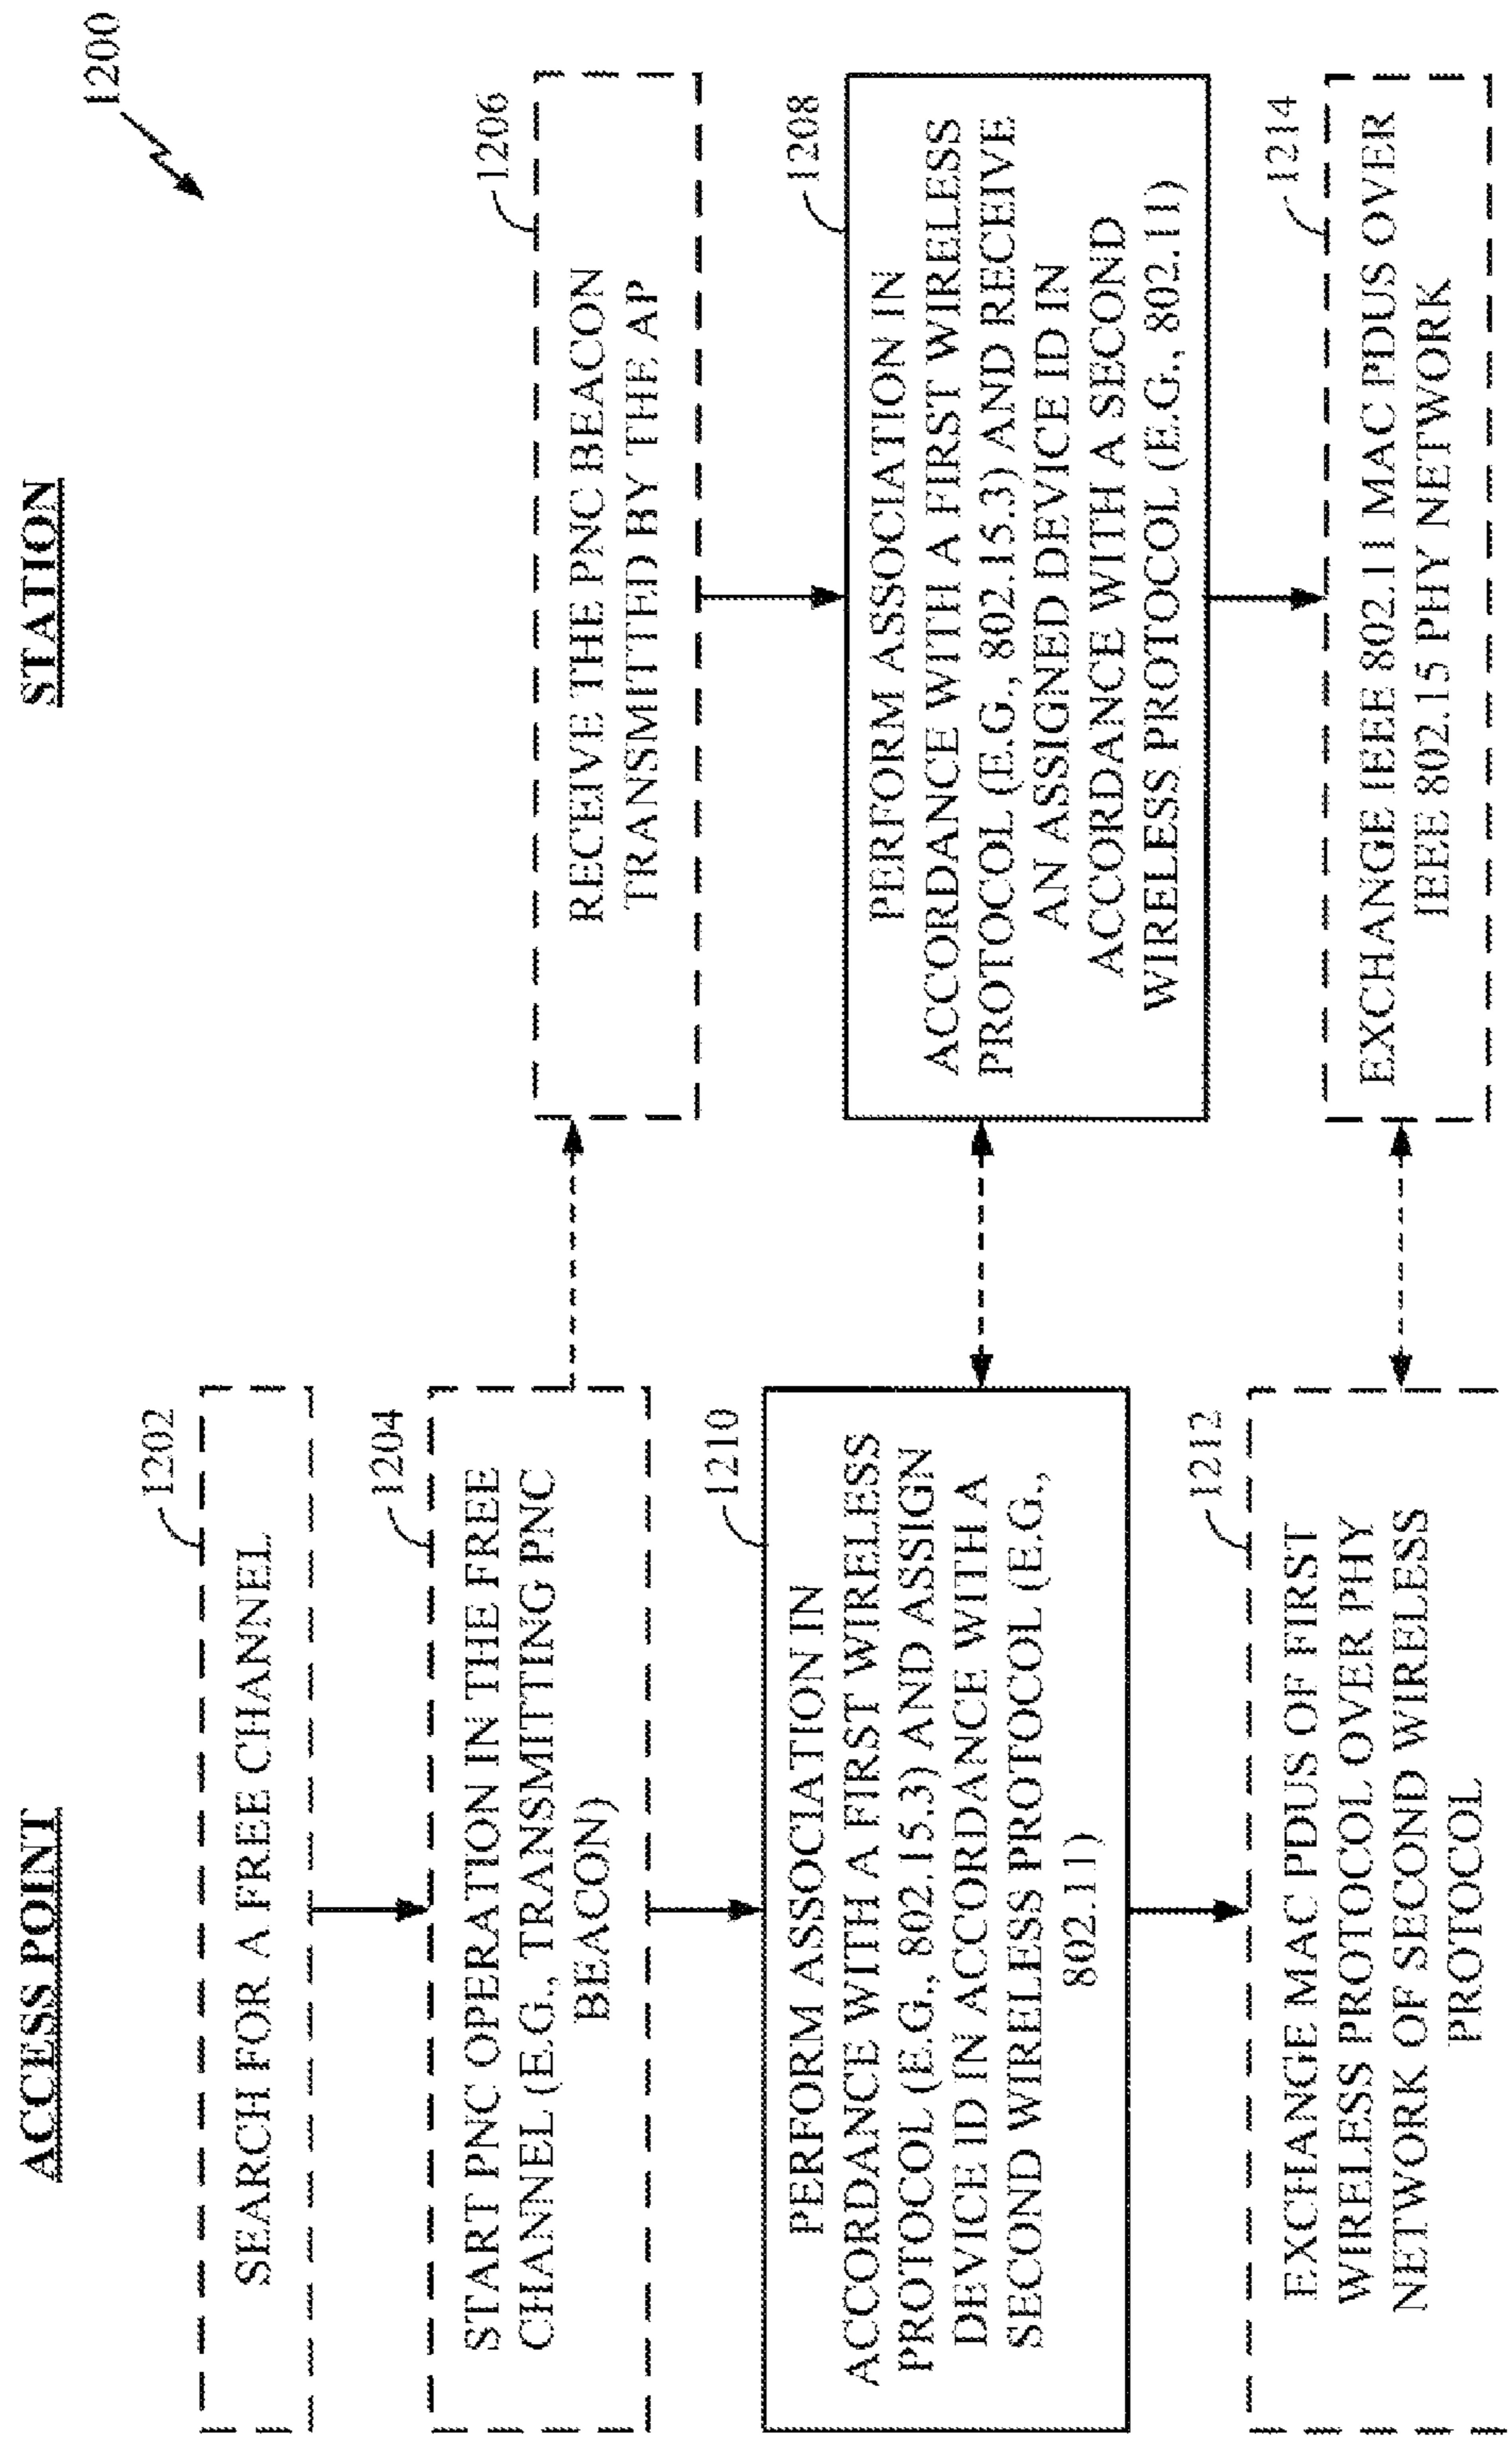 1200
ACCESS POINT
1202
SEARCH FOR A FREE CHANNEL
1204
START PNC OPERATION IN THE FREE
CHANNEL (E.G., TRANSMITTING PNC
BEACON)
1210
PERFORM ASSOCIATION IN
ACCORDANCE WITH A FIRST WIRELESS
PROTOCOL (E.G., 802.15.3) AND ASSIGN
DEVICE ID IN ACCORDANCE WITH A
SECOND WIRELESS PROTOCOL (E.G.,
802.11)
1212
EXCHANGE MAC PDUS OF FIRST
WIRELESS PROTOCOL OVER PHY
NETWORK OF SECOND WIRELESS
PROTOCOL
STATION
1206
RECEIVE THE PNC BEACON
TRANSMITTED BY THE AP
1208
PERFORM ASSOCIATION IN
ACCORDANCE WITH A FIRST WIRELESS
PROTOCOL (E.G., 802.15.3) AND RECEIVE
AN ASSIGNED DEVICE ID IN
ACCORDANCE WITH A SECOND
WIRELESS PROTOCOL (E.G., 802.11)
1214
EXCHANGE IEEE 802.11 MAC PDUS OVER
IEEE 802.15 PHY NETWORK